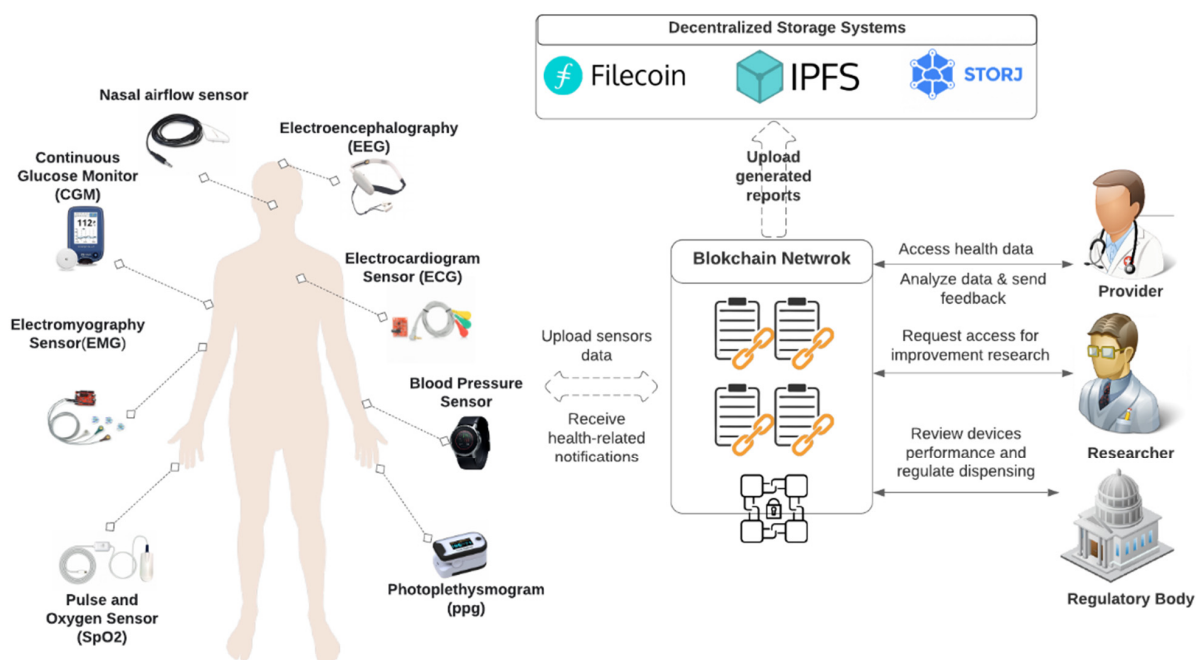 Decentralized Storage Systems
Filecoin
IPFS
STORJ
Nasal airflow sensor
Electroencephalography
(EEG)
Continuous
Glucose Monitor
(CGM)
112
Electrocardiogram
Sensor (ECG)
Electromyography
Sensor(EMG)
Blood Pressure
Sensor
Pulse and
Oxygen Sensor
(SpO2)
Photoplethysmogram
(ppg)
Upload sensors
data
Receive
health-related
notifications
Upload
generated
reports
Blokchain Netwrok
Access health data
Analyze data & send
feedback
Provider
Request access for
improvement research
Researcher
Review devices
performance and
regulate dispensing
Regulatory Body